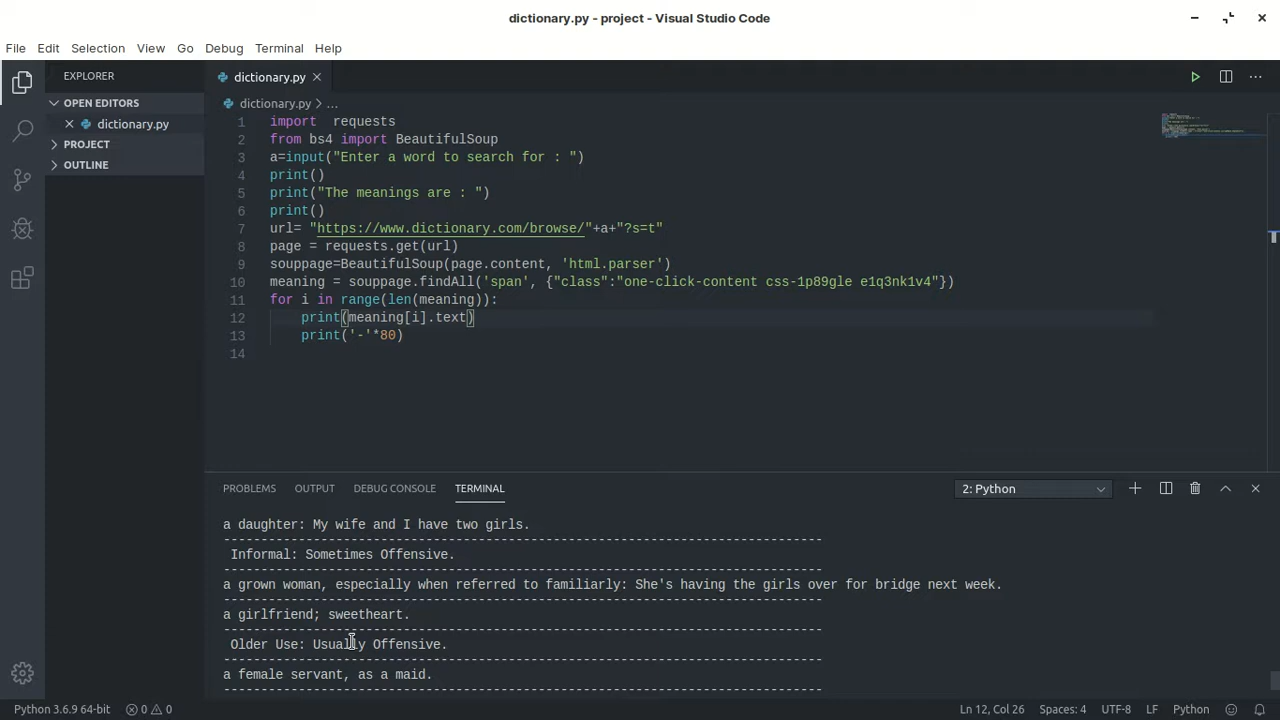 dictionary.py - project - Visual Studio Code
File Edit Selection View Go Debug Terminal Help
EXPLORER
dictionary.py
OPEN EDITORS
dictionary.py
PROJECT
OUTLINE
dictionary.py > ...
1 import  requests
2 from bs4 import BeautifulSoup
3 a=input("Enter a word to search for : ")
4 print()
5 print("The meanings are : ")
6 print()
7 url= "https://www.dictionary.com/browse/"+a+"?s=t"
8 page = requests.get(url)
9 souppage=BeautifulSoup(page.content, 'html.parser')
10 meaning = souppage.findAll('span', {"class":"one-click-content css-1p89gle e1q3nk1v4"})
11 for i in range(len(meaning)):
12     print(meaning[i].text)
13     print('-'*80)
14
PROBLEMS OUTPUT DEBUG CONSOLE TERMINAL 2: Python
a daughter: My wife and I have two girls.
--------------------------------------------------------------------------------
 Informal: Sometimes Offensive.
--------------------------------------------------------------------------------
a grown woman, especially when referred to familiarly: She's having the girls over for bridge next week.
--------------------------------------------------------------------------------
a girlfriend; sweetheart.
--------------------------------------------------------------------------------
 Older Use: Usually Offensive.
--------------------------------------------------------------------------------
a female servant, as a maid.
--------------------------------------------------------------------------------
Python 3.6.9 64-bit 0 0 Ln 12, Col 26 Spaces: 4 UTF-8 LF Python